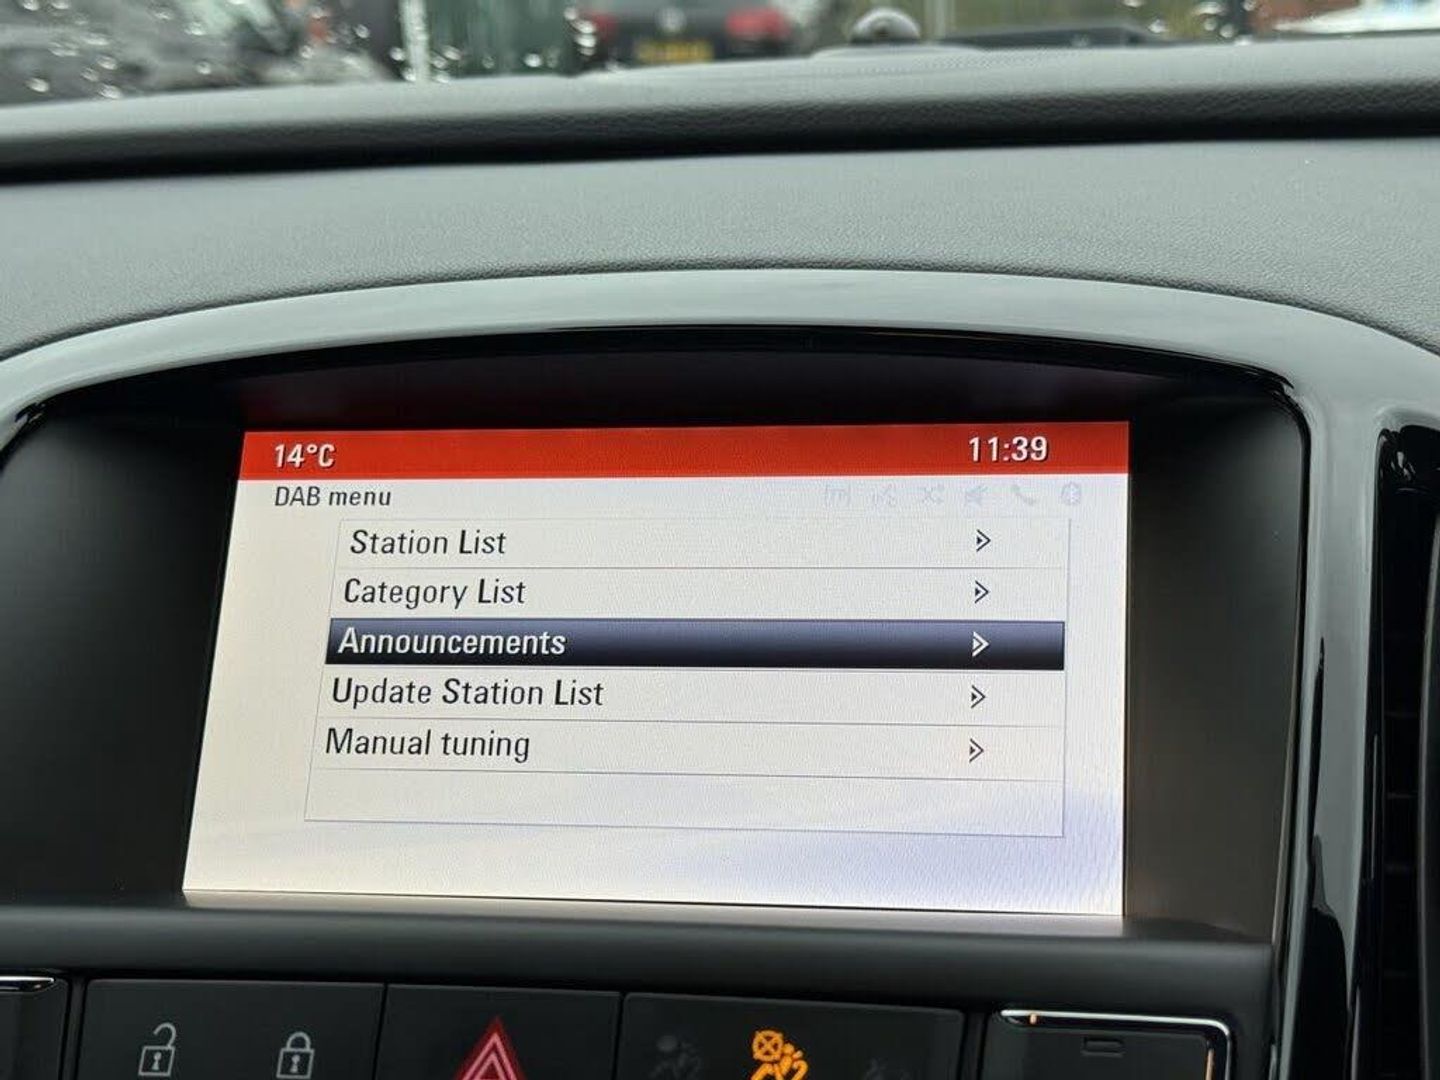 14°C 11:39
DAB menu
Station List
Category List
Announcements
Update Station List
Manual tuning